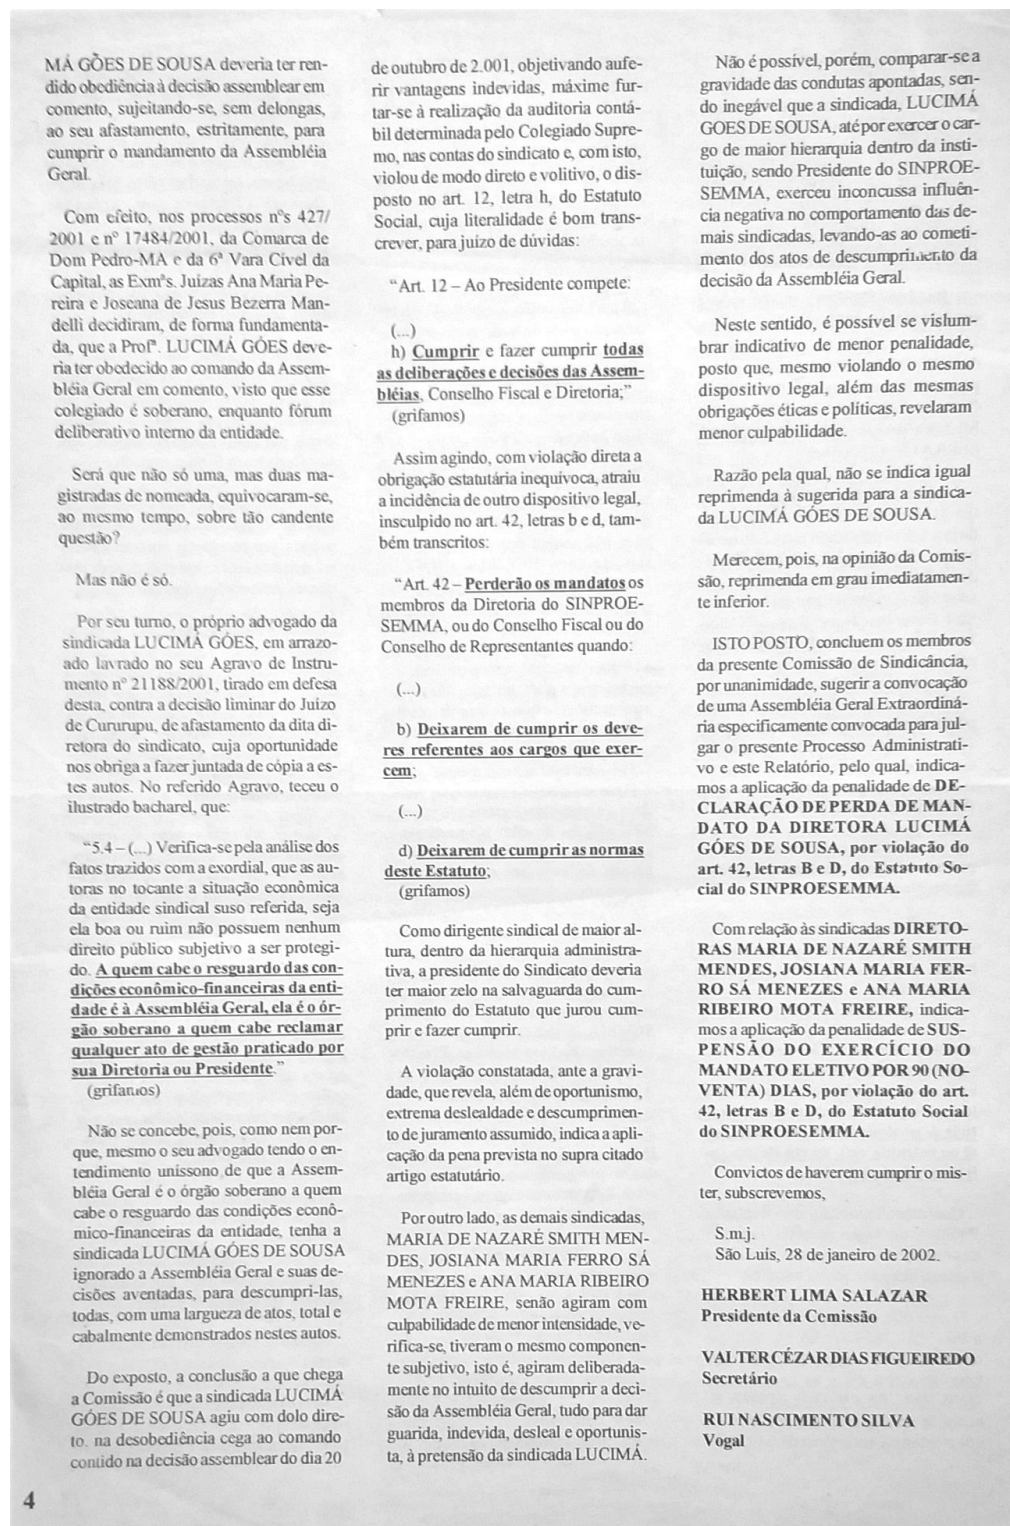 MÁ GÕES DE SOUSA deveria ter ren-
dido obediência à decisão assemblear em
comento, sujeitando-se, sem delongas,
ao seu afastamento, estritamente, para
cumprir o mandamento da Assembléia
Geral.
Com efeito, nos processos nºs 427/
2001 e nº 17484/2001, da Comarca de
Dom Pedro-MA e da 6ª Vara Cível da
Capital, as Exmªs. Juízas Ana Maria Pe-
reira e Joseana de Jesus Bezerra Man-
delli decidiram, de forma fundamenta-
da, que a Profª. LUCIMÁ GÓES deve-
ria ter obedecido ao comando da Assem-
bléia Geral em comento, visto que esse
colegiado é soberano, enquanto fórum
deliberativo interno da entidade.
Será que não só uma, mas duas ma-
gistradas de nomeada, equivocaram-se,
ao mesmo tempo, sobre tão candente
questão?
Mas não é só.
Por seu turno, o próprio advogado da
sindicada LUCIMÁ GÓES, em arrazo-
ado lavrado no seu Agravo de Instru-
mento nº 21188/2001, tirado em defesa
desta, contra a decisão liminar do Juízo
de Cururupu, de afastamento da dita di-
retora do sindicato, cuja oportunidade
nos obriga a fazer juntada de cópia a es-
tes autos. No referido Agravo, teceu o
ilustrado bacharel, que:
"5.4 – (...) Verifica-se pela análise dos
fatos trazidos com a exordial, que as au-
toras no tocante a situação econômica
da entidade sindical suso referida, seja
ela boa ou ruim não possuem nenhum
direito público subjetivo a ser protegi-
do. A quem cabe o resguardo das con-
dições econômico-financeiras da enti-
dade é à Assembléia Geral, ela é o ór-
gão soberano a quem cabe reclamar
qualquer ato de gestão praticado por
sua Diretoria ou Presidente."
(grifamos)
Não se concebe, pois, como nem por-
que, mesmo o seu advogado tendo o en-
tendimento uníssono de que a Assem-
bléia Geral é o órgão soberano a quem
cabe o resguardo das condições econô-
mico-financeiras da entidade, tenha a
sindicada LUCIMÁ GÓES DE SOUSA
ignorado a Assembléia Geral e suas de-
cisões aventadas, para descumpri-las,
todas, com uma largueza de atos, total e
cabalmente demonstrados nestes autos.
Do exposto, a conclusão a que chega
a Comissão é que a sindicada LUCIMÁ
GÓES DE SOUSA agiu com dolo dire-
to, na desobediência cega ao comando
contido na decisão assemblear do dia 20
de outubro de 2.001, objetivando aufe-
rir vantagens indevidas, máxime fur-
tar-se à realização da auditoria contá-
bil determinada pelo Colegiado Supre-
mo, nas contas do sindicato e, com isto,
violou de modo direto e volitivo, o dis-
posto no art. 12, letra h, do Estatuto
Social, cuja literalidade é bom trans-
crever, para juízo de dúvidas:
"Art. 12 – Ao Presidente compete:
(...)
h) Cumprir e fazer cumprir todas
as deliberações e decisões das Assem-
bléias, Conselho Fiscal e Diretoria;"
(grifamos)
Assim agindo, com violação direta a
obrigação estatutária inequívoca, atraiu
a incidência de outro dispositivo legal,
insculpido no art. 42, letras b e d, tam-
bém transcritos:
"Art. 42 – Perderão os mandatos os
membros da Diretoria do SINPROE-
SEMMA, ou do Conselho Fiscal ou do
Conselho de Representantes quando:
(...)
b) Deixarem de cumprir os deve-
res referentes aos cargos que exer-
cem;
(...)
d) Deixarem de cumprir as normas
deste Estatuto;
(grifamos)
Como dirigente sindical de maior al-
tura, dentro da hierarquia administra-
tiva, a presidente do Sindicato deveria
ter maior zelo na salvaguarda do cum-
primento do Estatuto que jurou cum-
prir e fazer cumprir.
A violação constatada, ante a gravi-
dade, que revela, além de oportunismo,
extrema deslealdade e descumprimen-
to de juramento assumido, indica a apli-
cação da pena prevista no supra citado
artigo estatutário.
Por outro lado, as demais sindicadas,
MARIA DE NAZARÉ SMITH MEN-
DES, JOSIANA MARIA FERRO SÁ
MENEZES e ANA MARIA RIBEIRO
MOTA FREIRE, senão agiram com
culpabilidade de menor intensidade, ve-
rifica-se, tiveram o mesmo componen-
te subjetivo, isto é, agiram deliberada-
mente no intuito de descumprir a deci-
são da Assembléia Geral, tudo para dar
guarida, indevida, desleal e oportunis-
ta, à pretensão da sindicada LUCIMÁ.
Não é possível, porém, comparar-se a
gravidade das condutas apontadas, sen-
do inegável que a sindicada, LUCIMÁ
GOES DE SOUSA, até por exercer o car-
go de maior hierarquia dentro da insti-
tuição, sendo Presidente do SINPROE-
SEMMA, exerceu inconcussa influên-
cia negativa no comportamento das de-
mais sindicadas, levando-as ao cometi-
mento dos atos de descumprimento da
decisão da Assembléia Geral.
Neste sentido, é possível se vislum-
brar indicativo de menor penalidade,
posto que, mesmo violando o mesmo
dispositivo legal, além das mesmas
obrigações éticas e políticas, revelaram
menor culpabilidade.
Razão pela qual, não se indica igual
reprimenda à sugerida para a sindica-
da LUCIMÁ GÓES DE SOUSA.
Merecem, pois, na opinião da Comis-
são, reprimenda em grau imediatamen-
te inferior.
ISTO POSTO, concluem os membros
da presente Comissão de Sindicância,
por unanimidade, sugerir a convocação
de uma Assembléia Geral Extraordiná-
ria especificamente convocada para jul-
gar o presente Processo Administrati-
vo e este Relatório, pelo qual, indica-
mos a aplicação da penalidade de DE-
CLARAÇÃO DE PERDA DE MAN-
DATO DA DIRETORA LUCIMÁ
GÓES DE SOUSA, por violação do
art. 42, letras B e D, do Estatuto So-
cial do SINPROESEMMA.
Com relação às sindicadas DIRETO-
RAS MARIA DE NAZARÉ SMITH
MENDES, JOSIANA MARIA FER-
RO SÁ MENEZES e ANA MARIA
RIBEIRO MOTA FREIRE, indica-
mos a aplicação da penalidade de SUS-
PENSÃO DO EXERCÍCIO DO
MANDATO ELETIVO POR 90 (NO-
VENTA) DIAS, por violação do art.
42, letras B e D, do Estatuto Social
do SINPROESEMMA.
Convictos de haverem cumprir o mis-
ter, subscrevemos,
S.m.j.
São Luís, 28 de janeiro de 2002.
HERBERT LIMA SALAZAR
Presidente da Comissão
VALTER CÉZAR DIAS FIGUEIREDO
Secretário
RUI NASCIMENTO SILVA
Vogal
4